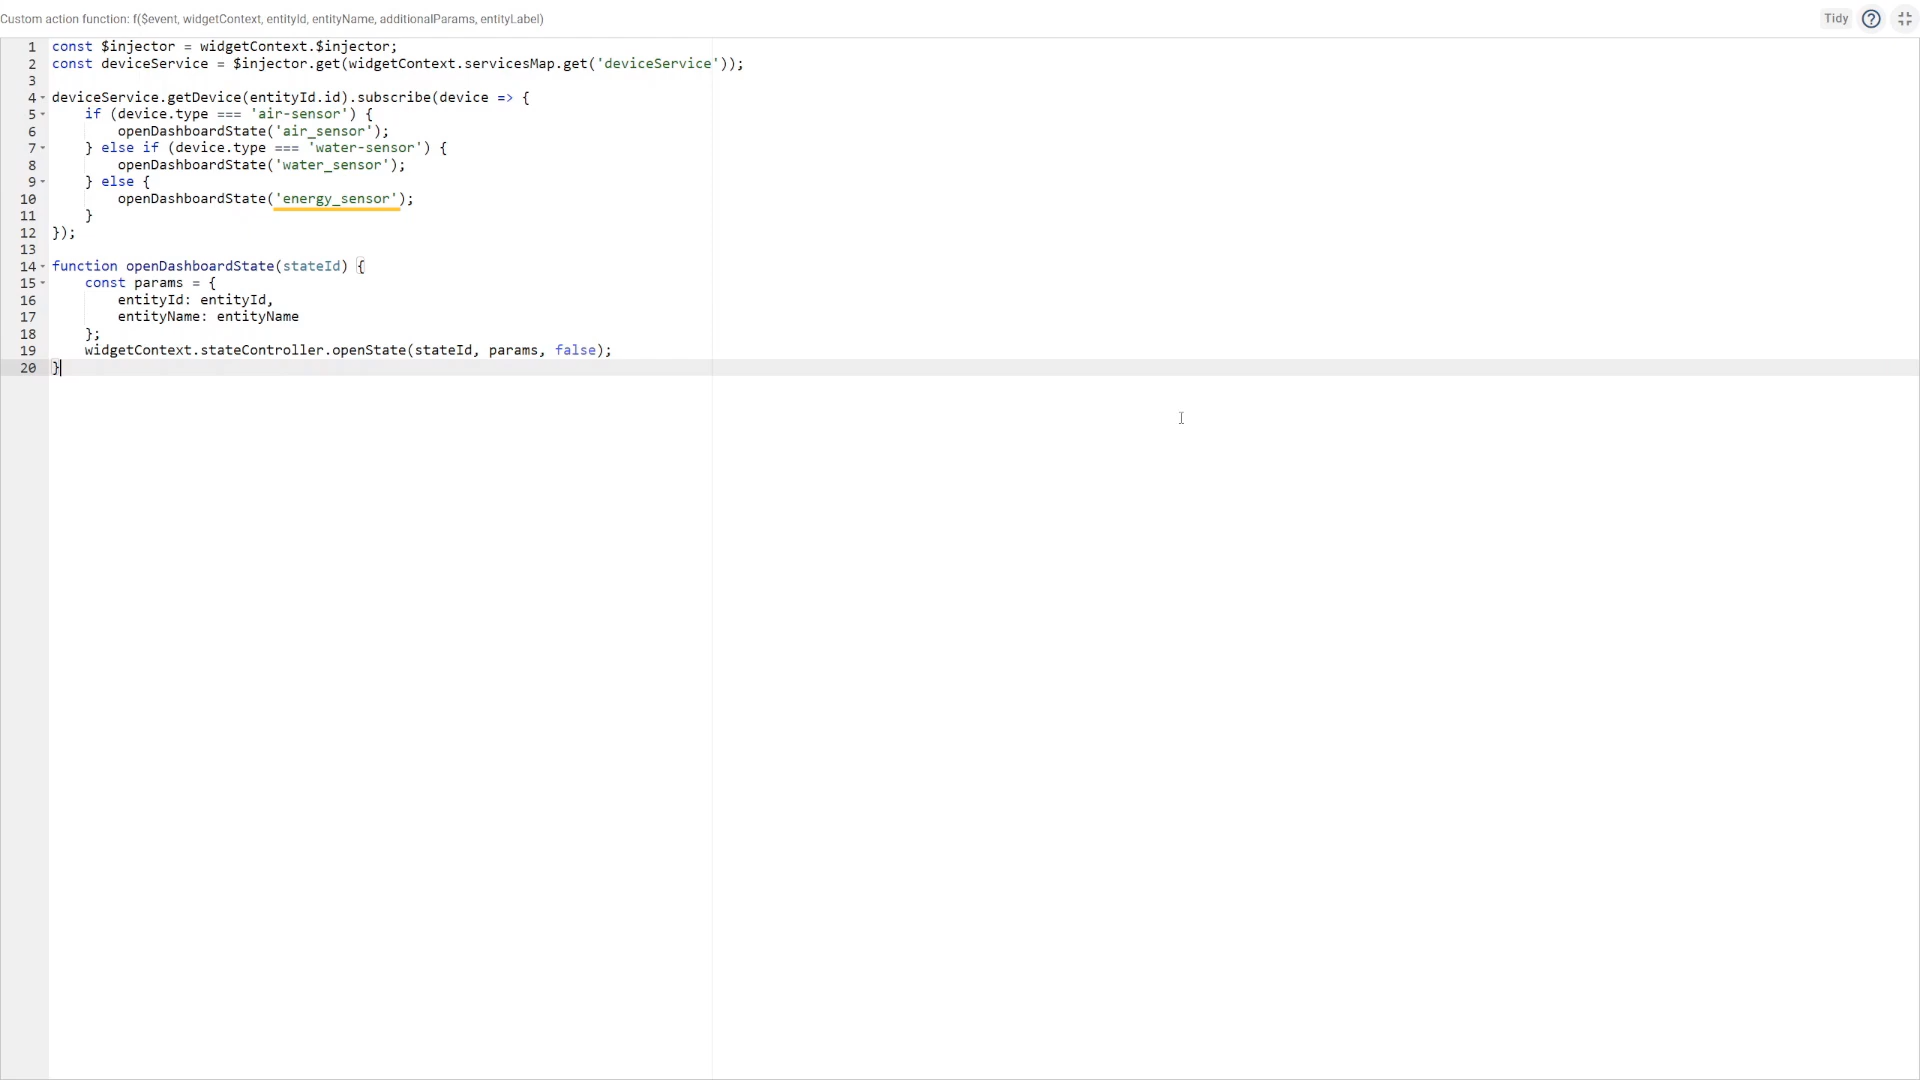 Custom action function: f($event, widgetContext, entityId, entityName, additionalParams, entityLabel)
Tidy
1 const $injector = widgetContext.$injector;
2 const deviceService = $injector.get(widgetContext.servicesMap.get('deviceService'));
3
4 deviceService.getDevice(entityId.id).subscribe(device => {
5     if (device.type === 'air-sensor') {
6         openDashboardState('air_sensor');
7     } else if (device.type === 'water-sensor') {
8         openDashboardState('water_sensor');
9     } else {
10         openDashboardState('energy_sensor');
11     }
12 });
13
14 function openDashboardState(stateId) {
15     const params = {
16         entityId: entityId,
17         entityName: entityName
18     };
19     widgetContext.stateController.openState(stateId, params, false);
20 }